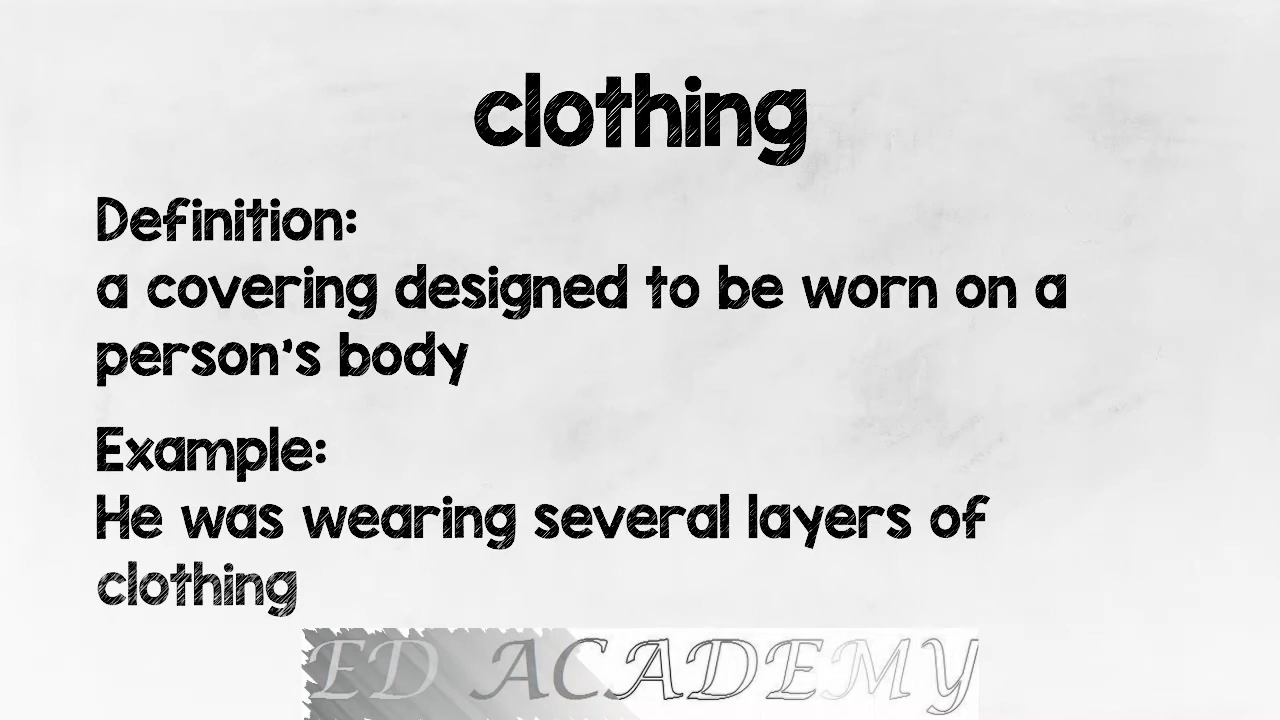 clothing
Definition:
a covering designed to be worn on a
person's body
Example:
He was wearing several layers of
clothing
ED ACADEMY